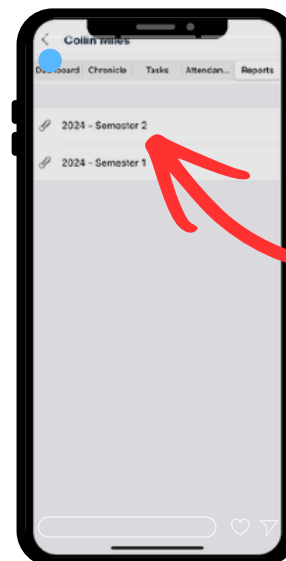 Collin Miles
Dashboard Chronicle Tasks Attendan... Reports
2024 - Semester 2
2024 - Semester 1